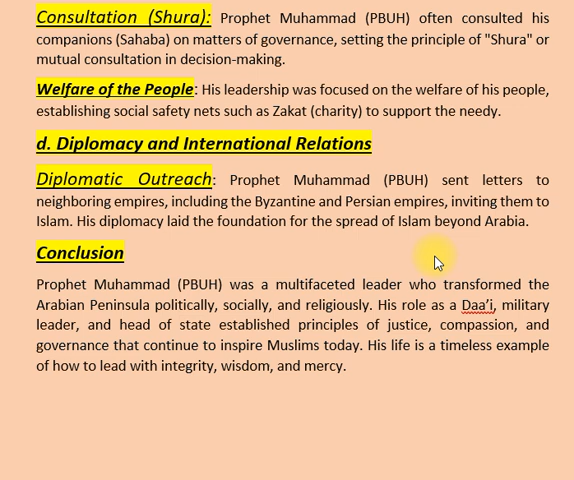 Consultation (Shura): Prophet Muhammad (PBUH) often consulted his
companions (Sahaba) on matters of governance, setting the principle of "Shura" or
mutual consultation in decision-making.
Welfare of the People: His leadership was focused on the welfare of his people,
establishing social safety nets such as Zakat (charity) to support the needy.
d. Diplomacy and International Relations
Diplomatic Outreach: Prophet Muhammad (PBUH) sent letters to
neighboring empires, including the Byzantine and Persian empires, inviting them to
Islam. His diplomacy laid the foundation for the spread of Islam beyond Arabia.
Conclusion
Prophet Muhammad (PBUH) was a multifaceted leader who transformed the
Arabian Peninsula politically, socially, and religiously. His role as a Daa’i, military
leader, and head of state established principles of justice, compassion, and
governance that continue to inspire Muslims today. His life is a timeless example
of how to lead with integrity, wisdom, and mercy.